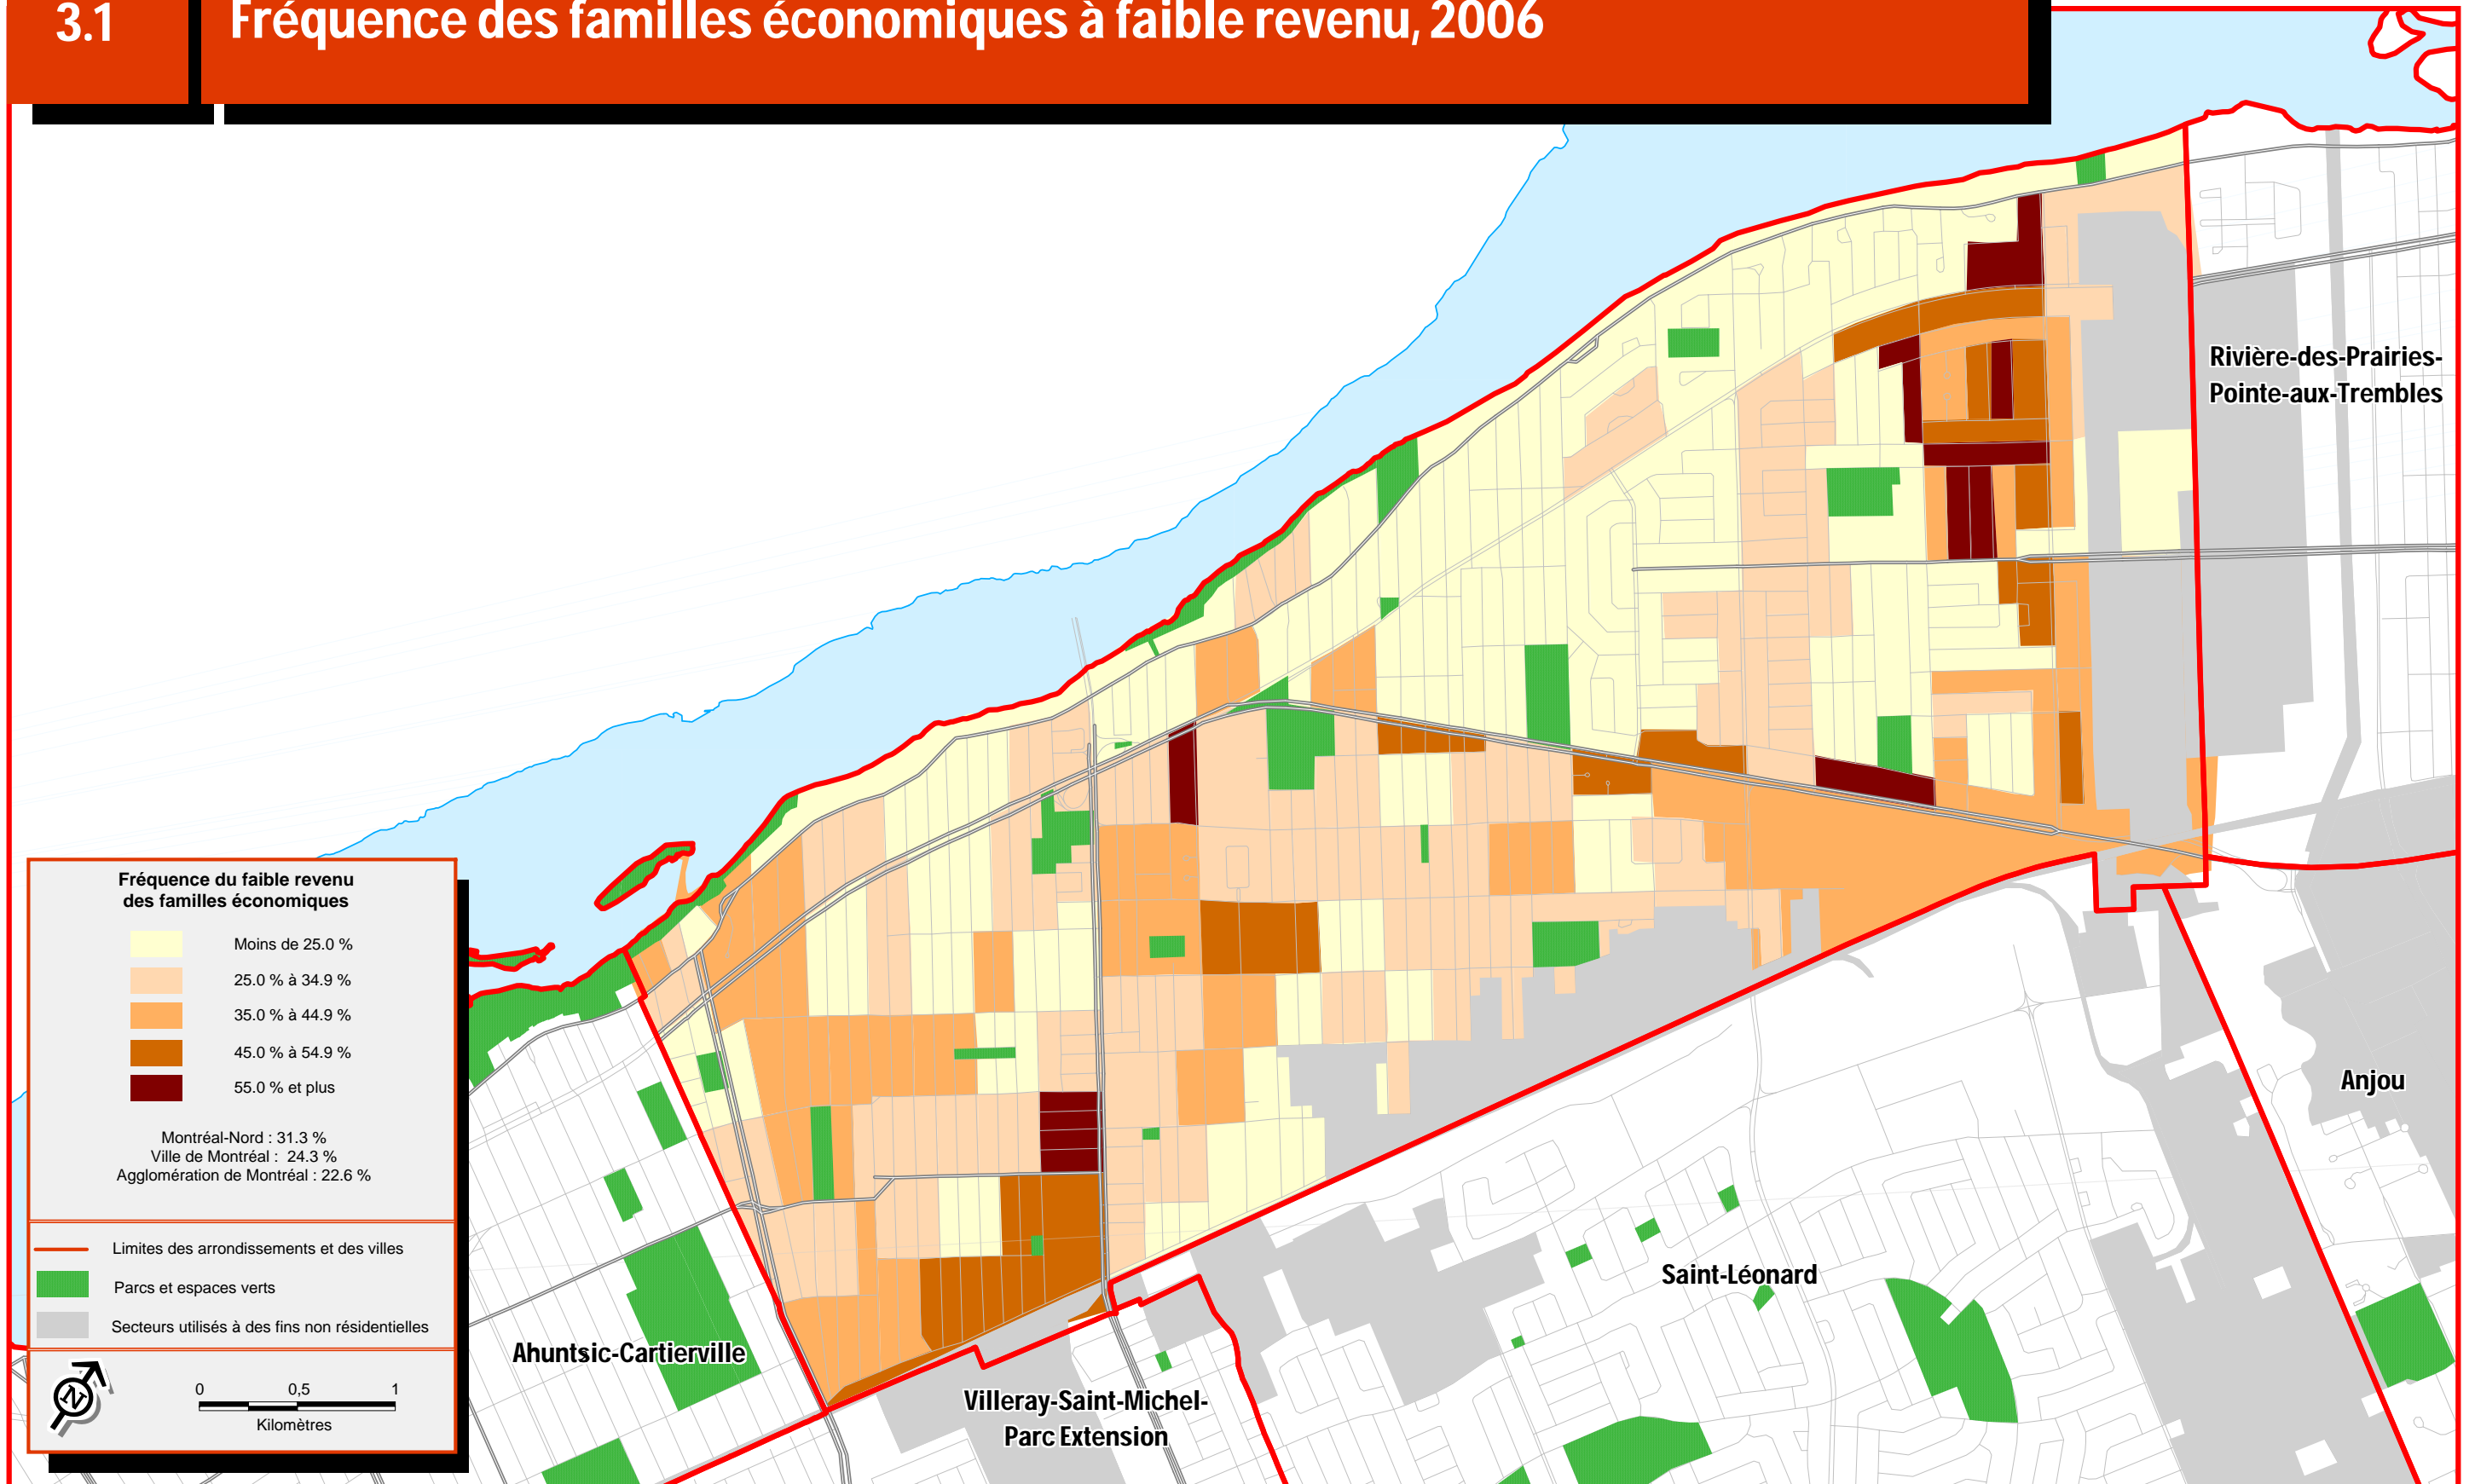 3.1
Fréquence des familles économiques à faible revenu, 2006
Rivière-des-Prairies-
Pointe-aux-Trembles
Fréquence du faible revenu
des familles économiques
Moins de 25.0 %
25.0 % à 34.9 %
35.0 % à 44.9 %
45.0 % à 54.9 %
55.0 % et plus
Montréal-Nord : 31.3 %
Ville de Montréal : 24.3 %
Agglomération de Montréal : 22.6 %
Limites des arrondissements et des villes
Parcs et espaces verts
Secteurs utilisés à des fins non résidentielles
N
0 0,5 1
Kilomètres
Anjou
Saint-Léonard
Ahuntsic-Cartierville
Villeray-Saint-Michel-
Parc Extension